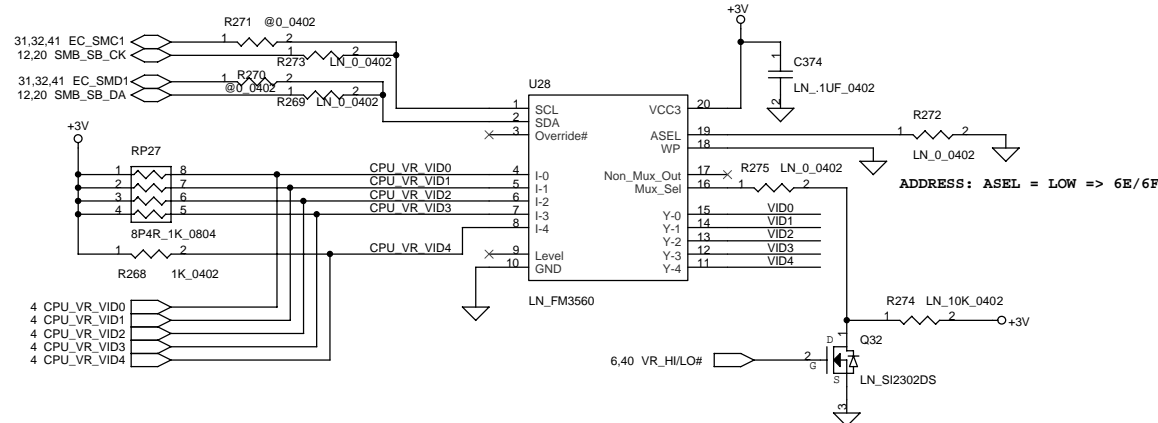 +3V
R271 @0_0402
31,32,41 EC_SMC1 1 2
12,20 SMB_SB_CK 1 2
R273 LN_0_0402
C374
1
2
LN_.1UF_0402
31,32,41 EC_SMD1 1 2
R270
@0_0402
12,20 SMB_SB_DA 1 2
R269 LN_0_0402
U28
1 SCL VCC3 20
2 SDA
3 Override# ASEL 19
WP 18
R272
1 2
LN_0_0402
+3V
RP27
R275 LN_0_0402
Non_Mux_Out 17
1 8 CPU_VR_VID0 4 I-0
Mux_Sel 16 1 2
ADDRESS: ASEL = LOW => 6E/6F
2 7 CPU_VR_VID1 5 I-1
3 6 CPU_VR_VID2 6 I-2
4 5 CPU_VR_VID3 7 I-3
8 I-4
8P4R_1K_0804
Y-0 15 VID0
Y-1 14 VID1
Y-2 13 VID2
Y-3 12 VID3
Y-4 11 VID4
1 2 CPU_VR_VID4 9 Level
10 GND
R268 1K_0402
LN_FM3560
4 CPU_VR_VID0
4 CPU_VR_VID1
4 CPU_VR_VID2
4 CPU_VR_VID3
4 CPU_VR_VID4
R274 LN_10K_0402
1 2 +3V
6,40 VR_HI/LO# 2 G
D 1 Q32
S
LN_SI2302DS
3